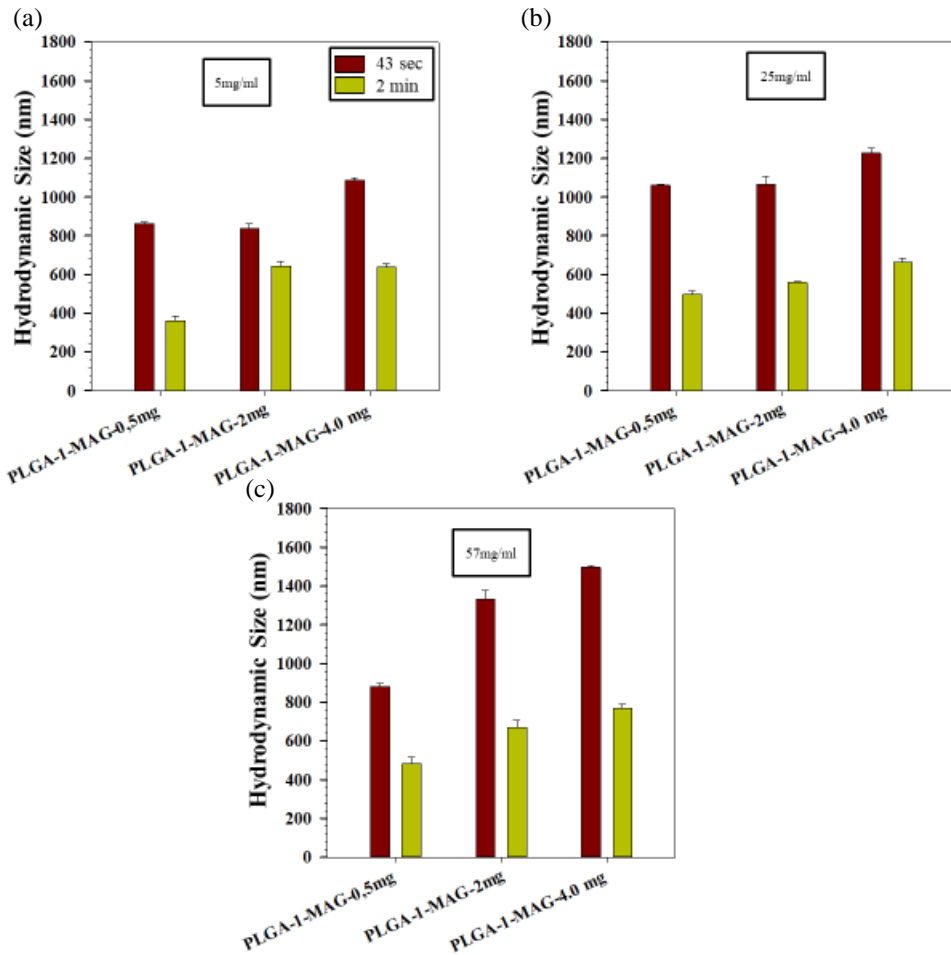 (a)
1800
1600
1400
1200
1000
800
600
400
200
0
Hydrodynamic Size (nm)
5mg/ml
43 sec
2 min
PLGA-1-MAG-0,5mg
PLGA-1-MAG-2mg
PLGA-1-MAG-4.0 mg
(b)
1800
1600
1400
1200
1000
800
600
400
200
0
Hydrodynamic Size (nm)
25mg/ml
PLGA-1-MAG-0,5mg
PLGA-1-MAG-2mg
PLGA-1-MAG-4.0 mg
(c)
1800
1600
1400
1200
1000
800
600
400
200
0
Hydrodynamic Size (nm)
57mg/ml
PLGA-1-MAG-0,5mg
PLGA-1-MAG-2mg
PLGA-1-MAG-4.0 mg